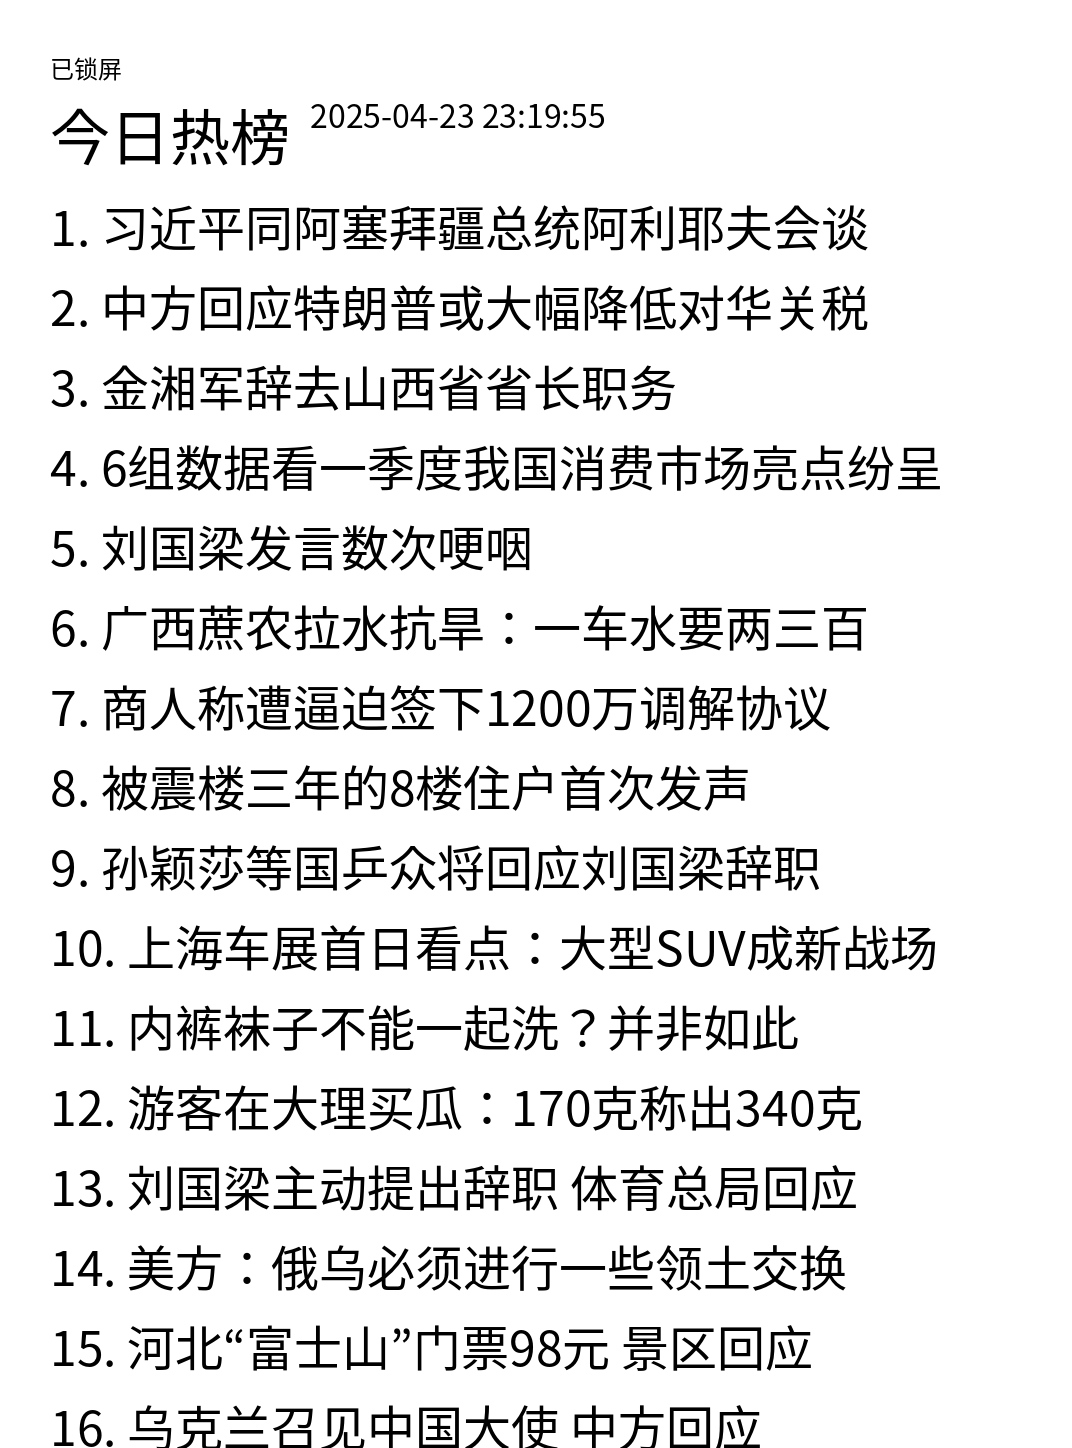 已锁屏
今日热榜 2025-04-23 23:19:55
1. 习近平同阿塞拜疆总统阿利耶夫会谈
2. 中方回应特朗普或大幅降低对华关税
3. 金湘军辞去山西省省长职务
4. 6组数据看一季度我国消费市场亮点纷呈
5. 刘国梁发言数次哽咽
6. 广西蔗农拉水抗旱：一车水要两三百
7. 商人称遭逼迫签下1200万调解协议
8. 被震楼三年的8楼住户首次发声
9. 孙颖莎等国乒众将回应刘国梁辞职
10. 上海车展首日看点：大型SUV成新战场
11. 内裤袜子不能一起洗？并非如此
12. 游客在大理买瓜：170克称出340克
13. 刘国梁主动提出辞职 体育总局回应
14. 美方：俄乌必须进行一些领土交换
15. 河北“富士山”门票98元 景区回应
16. 乌克兰召见中国大使 中方回应